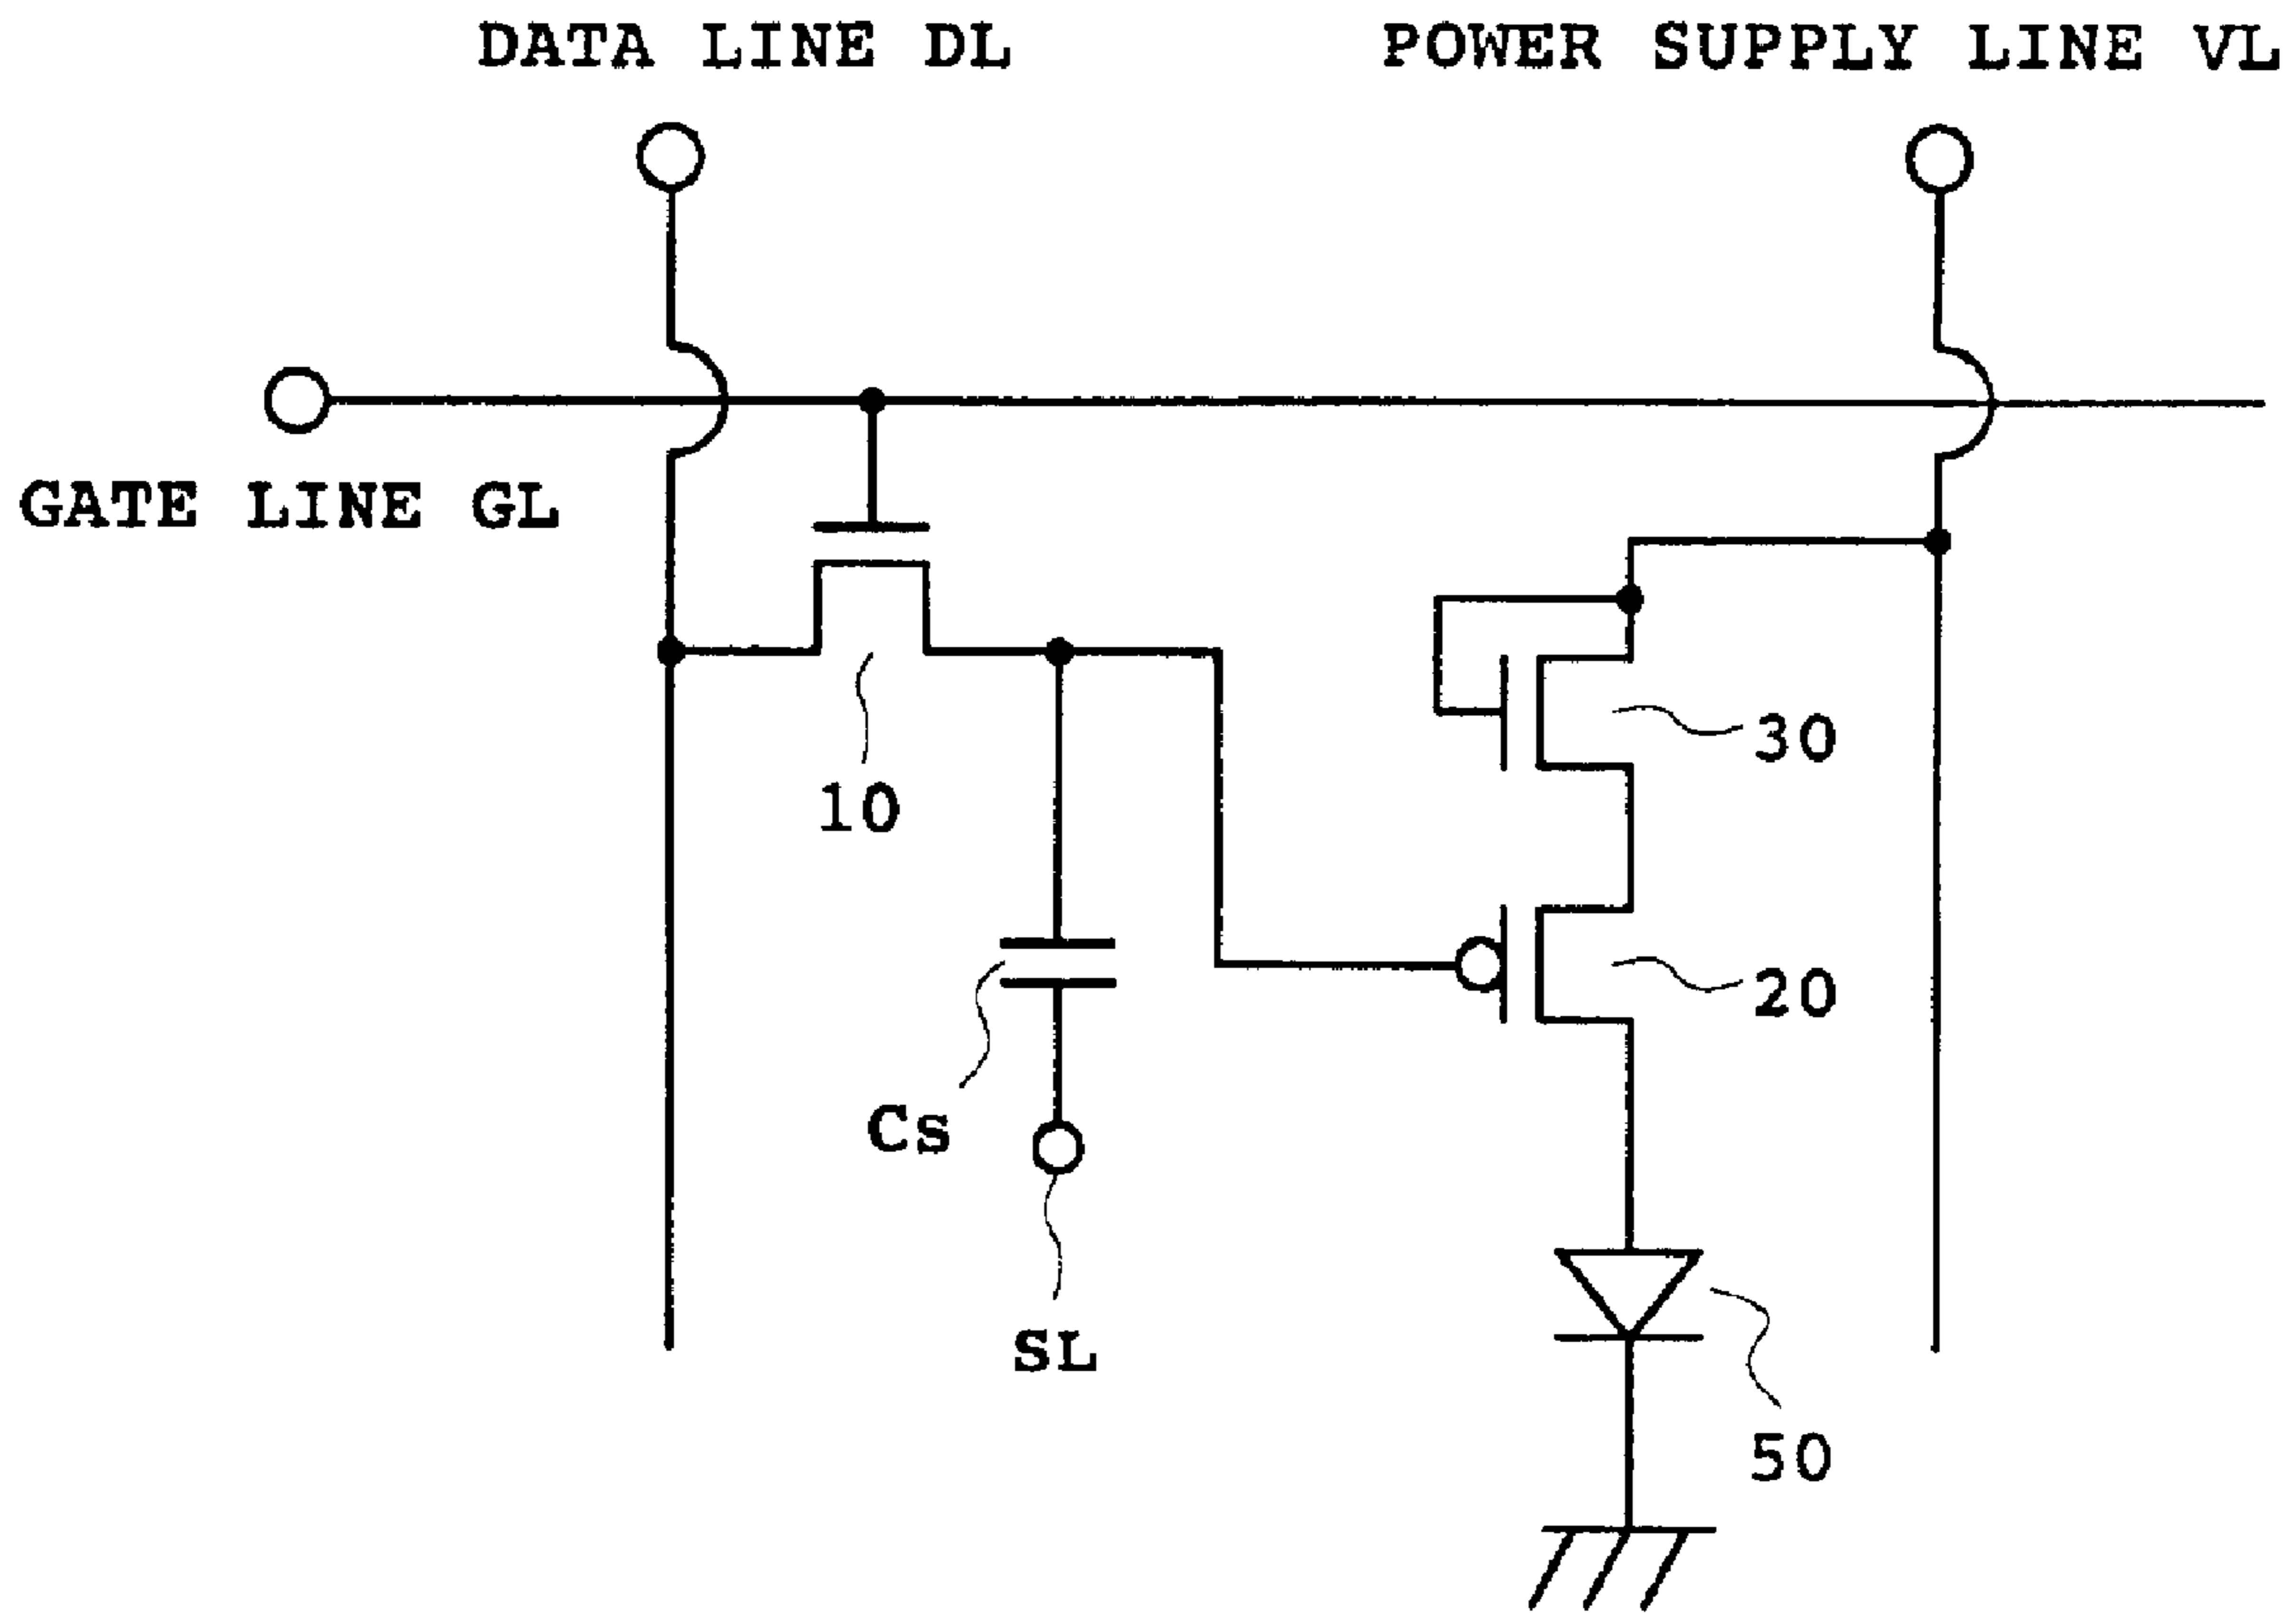 DATA LINE DL
POWER SUPPLY LINE VL
GATE LINE GL
30
10
20
Cs
SL
50